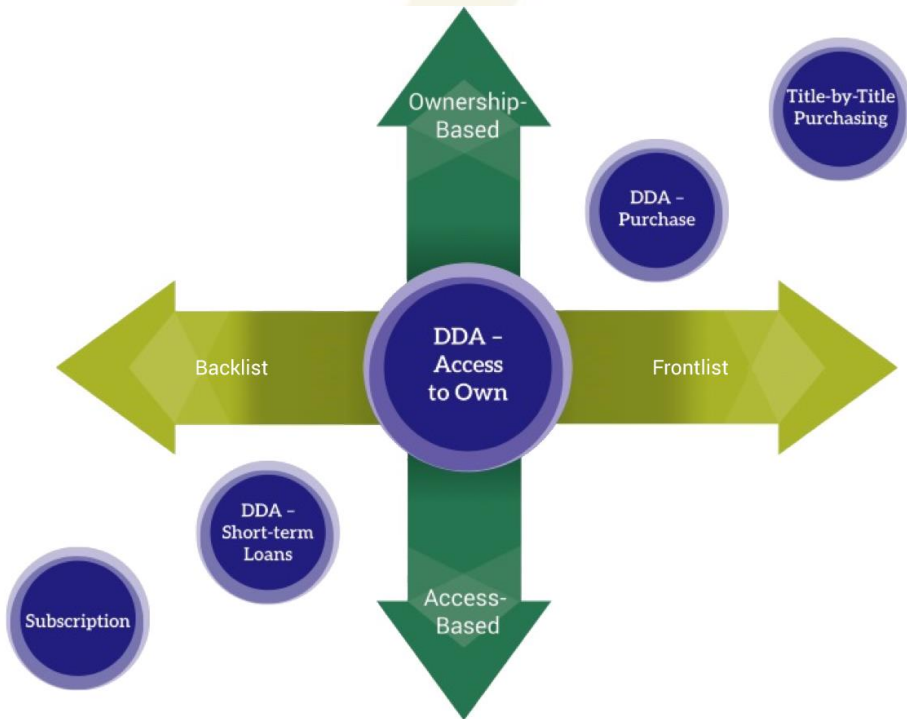 Ownership-
Based
Title-by-Title
Purchasing
DDA –
Purchase
DDA –
Access
to Own
Backlist
Frontlist
DDA –
Short-term
Loans
Subscription
Access-
Based